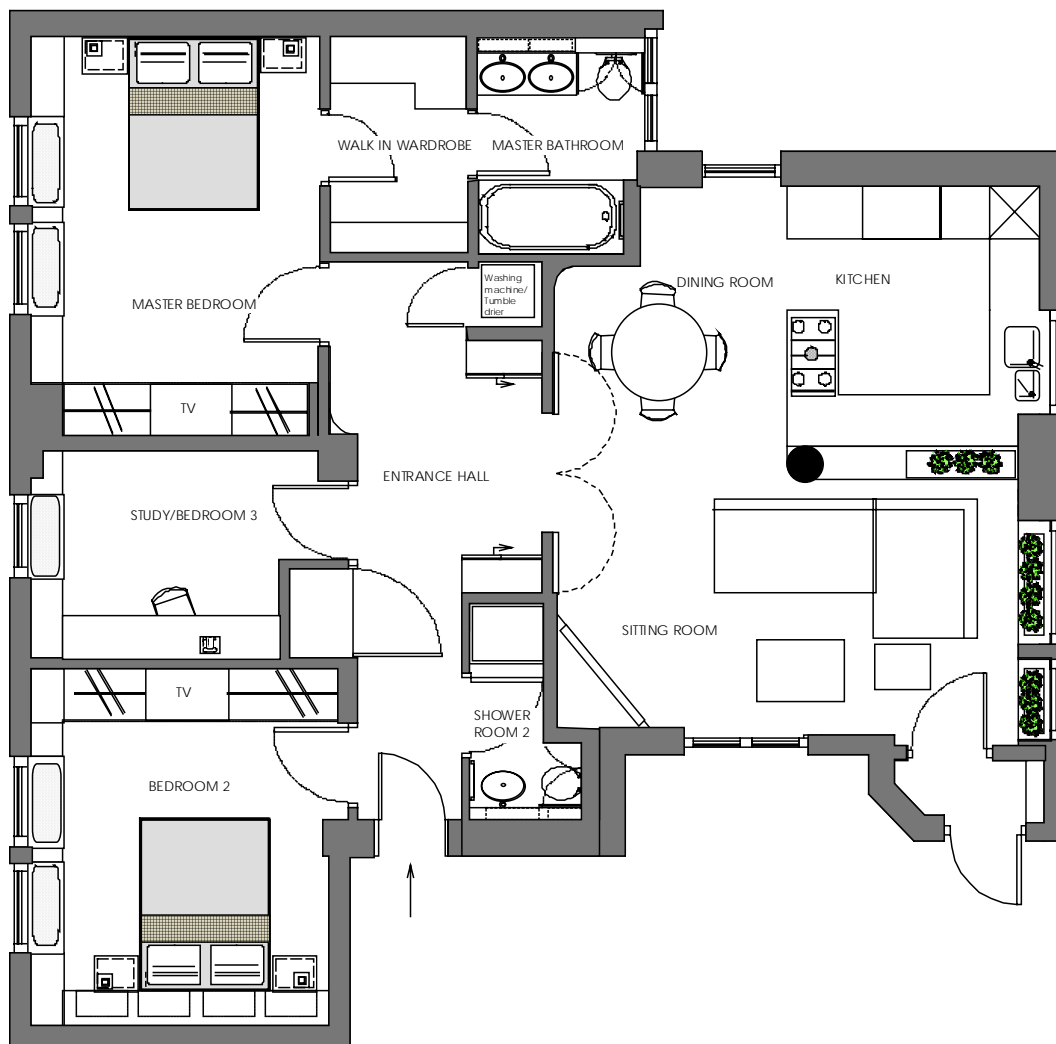 WALK IN WARDROBE
MASTER BATHROOM
Washing
machine/
Tumble
drier
MASTER BEDROOM
DINING ROOM
KITCHEN
TV
ENTRANCE HALL
STUDY/BEDROOM 3
SITTING ROOM
TV
SHOWER
ROOM 2
BEDROOM 2